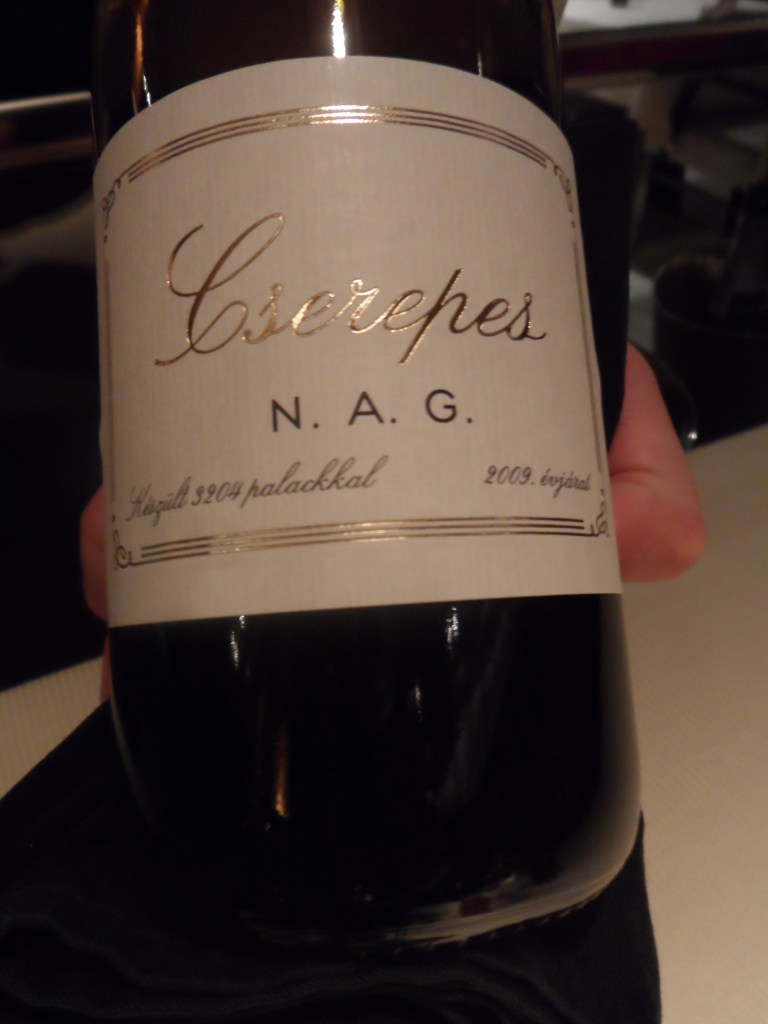 Cserepes
N. A. G.
Készült 3204 palackkal 2009. évjárat